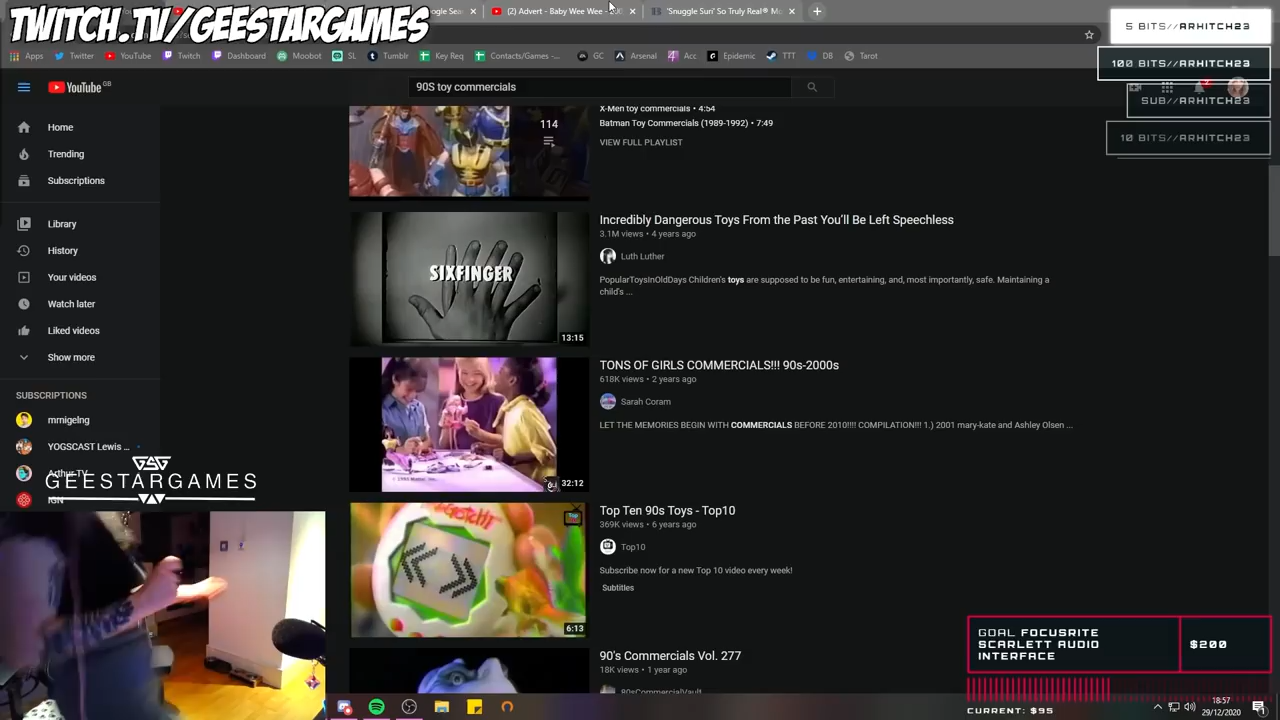 TWITCH.TV/GEESTARGAMES
(2) Advert - Baby Wee Wee -
'Snuggle Suri' So Truly Real® M
5 BITS//ARHITCH23
100 BITS//ARHITCH23
SUB//ARHITCH23
10 BITS//ARHITCH23
Apps Twitter YouTube Twitch Dashboard Moobot SL Tumblr Key Req Contacts/Games - GC Arsenal Acc Epidemic TTT DB Tarot
YouTube GB
90S toy commercials
Home
Trending
Subscriptions
Library
History
Your videos
Watch later
Liked videos
Show more
SUBSCRIPTIONS
mrnigelng
YOGSCAST Lewis ...
Arthur TV
IGN
GEESTARGAMES
114
X-Men toy commercials • 4:54
Batman Toy Commercials (1989-1992) • 7:49
VIEW FULL PLAYLIST
SIXFINGER
13:15
Incredibly Dangerous Toys From the Past You'll Be Left Speechless
3.1M views • 4 years ago
Luth Luther
PopularToysInOldDays Children's toys are supposed to be fun, entertaining, and, most importantly, safe. Maintaining a
child's ...
32:12
TONS OF GIRLS COMMERCIALS!!! 90s-2000s
618K views • 2 years ago
Sarah Coram
LET THE MEMORIES BEGIN WITH COMMERCIALS BEFORE 2010!!!! COMPILATION!!! 1.) 2001 mary-kate and Ashley Olsen ...
6:13
Top Ten 90s Toys - Top10
369K views • 6 years ago
Top10
Subscribe now for a new Top 10 video every week!
Subtitles
90's Commercials Vol. 277
18K views • 1 year ago
80sCommercialVault
GOAL FOCUSRITE
SCARLETT AUDIO
INTERFACE
$200
CURRENT: $95
18:57
29/12/2020